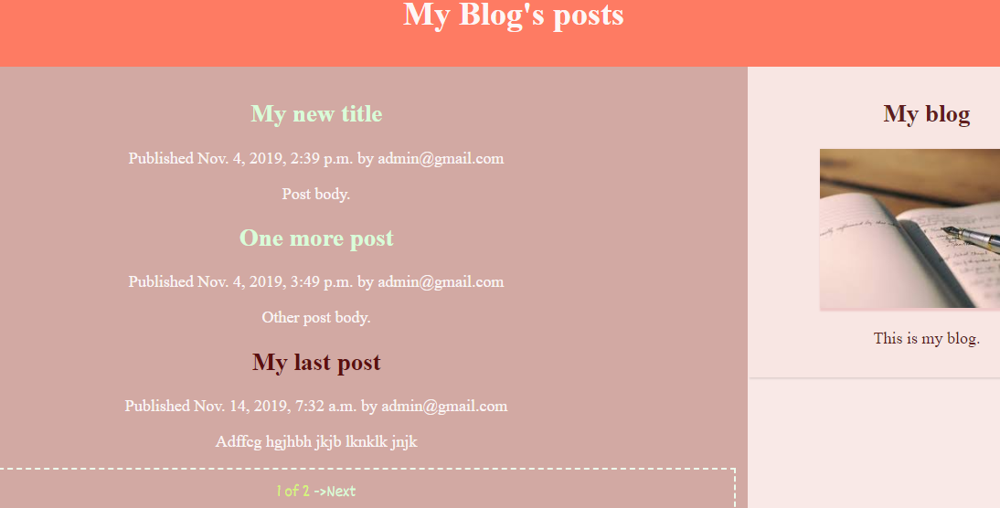 My Blog's posts
My new title
Published Nov. 4, 2019, 2:39 p.m. by admin@gmail.com
Post body.
One more post
Published Nov. 4, 2019, 3:49 p.m. by admin@gmail.com
Other post body.
My last post
Published Nov. 14, 2019, 7:32 a.m. by admin@gmail.com
Adffcg hgjhbh jkjb lknklk jnjk
1 of 2 ->Next
My blog
This is my blog.